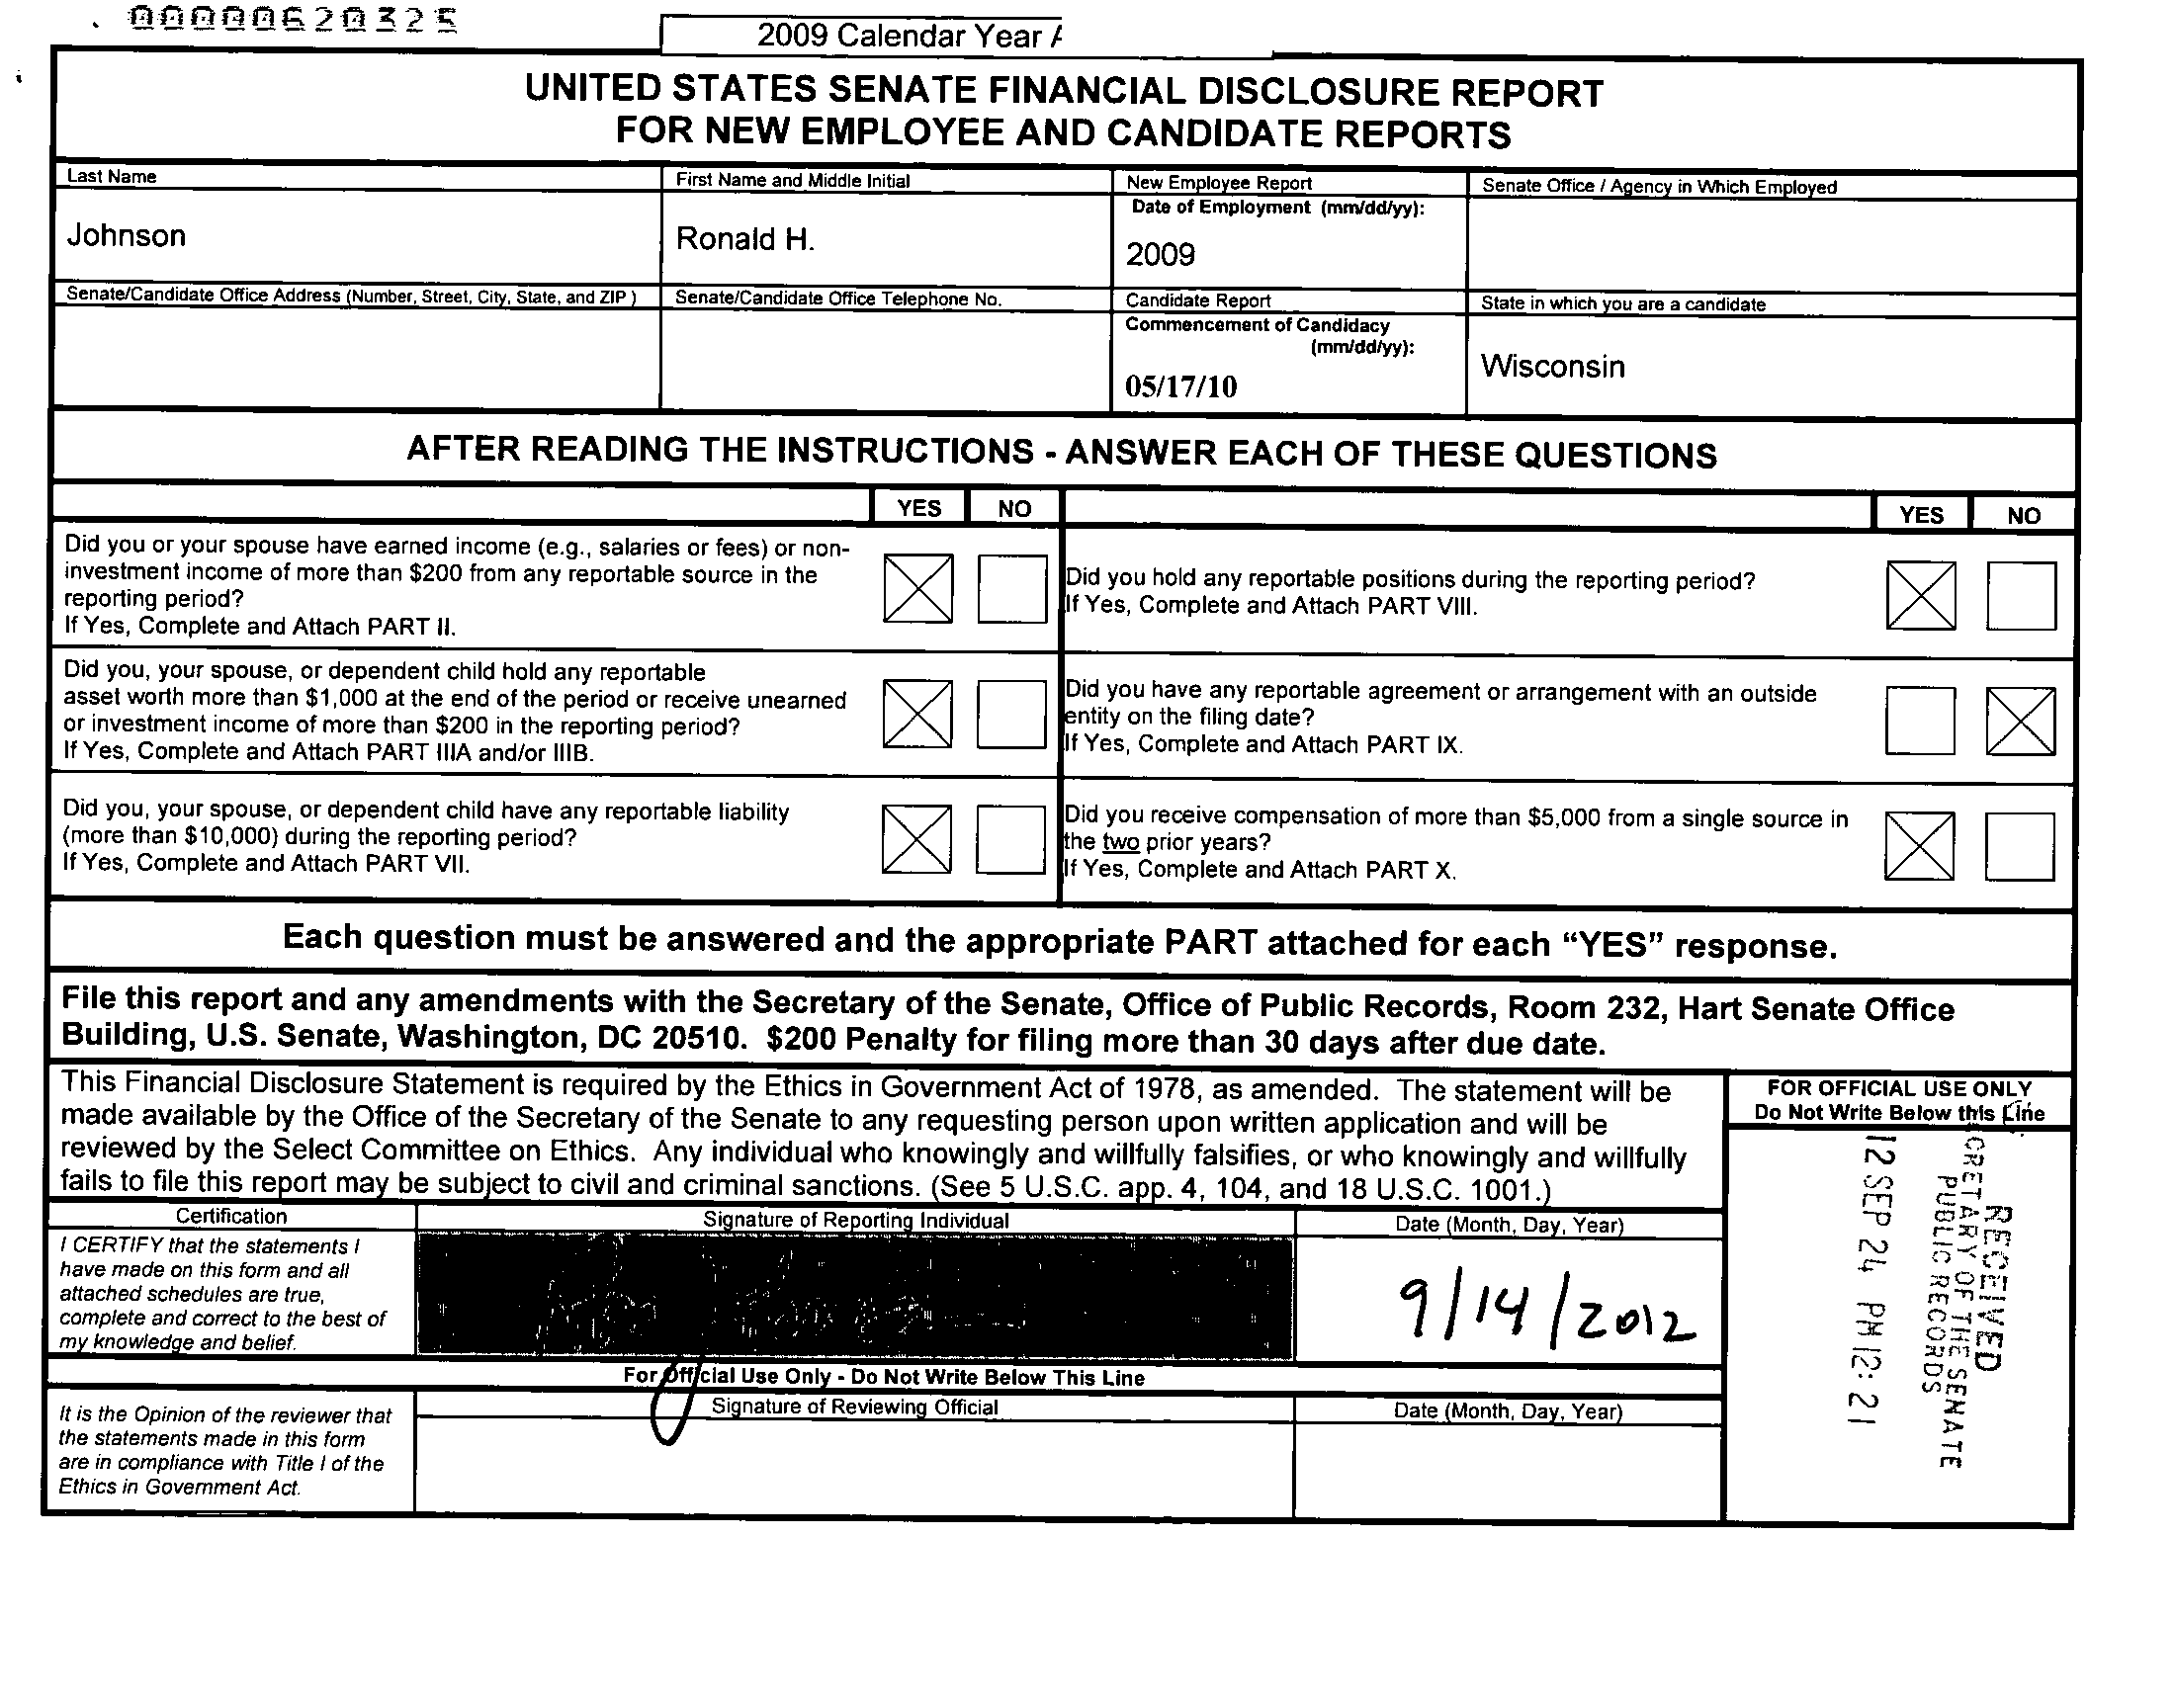 00000620325
2009 Calendar Year
UNITED STATES SENATE FINANCIAL DISCLOSURE REPORT
FOR NEW EMPLOYEE AND CANDIDATE REPORTS
Last Name
First Name and Middle Initial
New Employee Report
Senate Office / Agency in Which Employed
Date of Employment (mm/dd/yy):
Johnson
Ronald H.
2009
Senate/Candidate Office Address (Number, Street, City, State, and ZIP )
Senate/Candidate Office Telephone No.
Candidate Report
State in which you are a candidate
Commencement of Candidacy
(mm/dd/yy):
Wisconsin
05/17/10
AFTER READING THE INSTRUCTIONS - ANSWER EACH OF THESE QUESTIONS
YES NO
YES NO
Did you or your spouse have earned income (e.g., salaries or fees) or non-
investment income of more than $200 from any reportable source in the
reporting period?
If Yes, Complete and Attach PART II.
Did you hold any reportable positions during the reporting period?
If Yes, Complete and Attach PART VIII.
Did you, your spouse, or dependent child hold any reportable
asset worth more than $1,000 at the end of the period or receive unearned
or investment income of more than $200 in the reporting period?
If Yes, Complete and Attach PART IIIA and/or IIIB.
Did you have any reportable agreement or arrangement with an outside
entity on the filing date?
If Yes, Complete and Attach PART IX.
Did you, your spouse, or dependent child have any reportable liability
(more than $10,000) during the reporting period?
If Yes, Complete and Attach PART VII.
Did you receive compensation of more than $5,000 from a single source in
the two prior years?
If Yes, Complete and Attach PART X.
Each question must be answered and the appropriate PART attached for each “YES” response.
File this report and any amendments with the Secretary of the Senate, Office of Public Records, Room 232, Hart Senate Office
Building, U.S. Senate, Washington, DC 20510. $200 Penalty for filing more than 30 days after due date.
This Financial Disclosure Statement is required by the Ethics in Government Act of 1978, as amended. The statement will be
made available by the Office of the Secretary of the Senate to any requesting person upon written application and will be
reviewed by the Select Committee on Ethics. Any individual who knowingly and willfully falsifies, or who knowingly and willfully
fails to file this report may be subject to civil and criminal sanctions. (See 5 U.S.C. app. 4, 104, and 18 U.S.C. 1001.)
FOR OFFICIAL USE ONLY
Do Not Write Below this Line
RECEIVED
CRETARY OF THE SENATE
PUBLIC RECORDS
12 SEP 24 PM 12: 21
Certification
Signature of Reporting Individual
Date (Month, Day, Year)
I CERTIFY that the statements I
have made on this form and all
attached schedules are true,
complete and correct to the best of
my knowledge and belief.
9/14/2012
For Official Use Only - Do Not Write Below This Line
It is the Opinion of the reviewer that
the statements made in this form
are in compliance with Title I of the
Ethics in Government Act.
Signature of Reviewing Official
Date (Month, Day, Year)